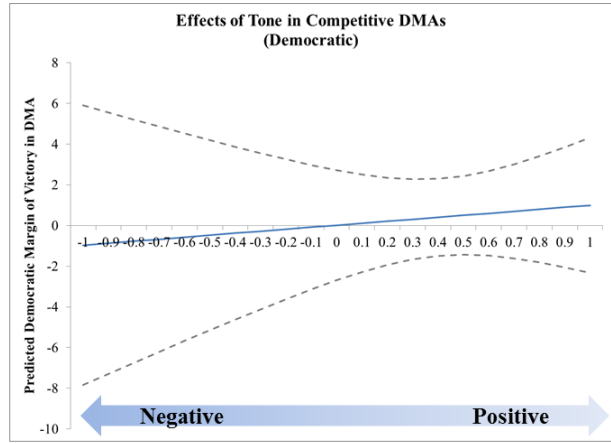 Effects of Tone in Competitive DMAs
(Democratic)
Predicted Democratic Margin of Victory in DMA
8
6
4
2
0
-2
-4
-6
-8
-10
-1 -0.9 -0.8 -0.7 -0.6 -0.5 -0.4 -0.3 -0.2 -0.1 0 0.1 0.2 0.3 0.4 0.5 0.6 0.7 0.8 0.9 1
Negative Positive